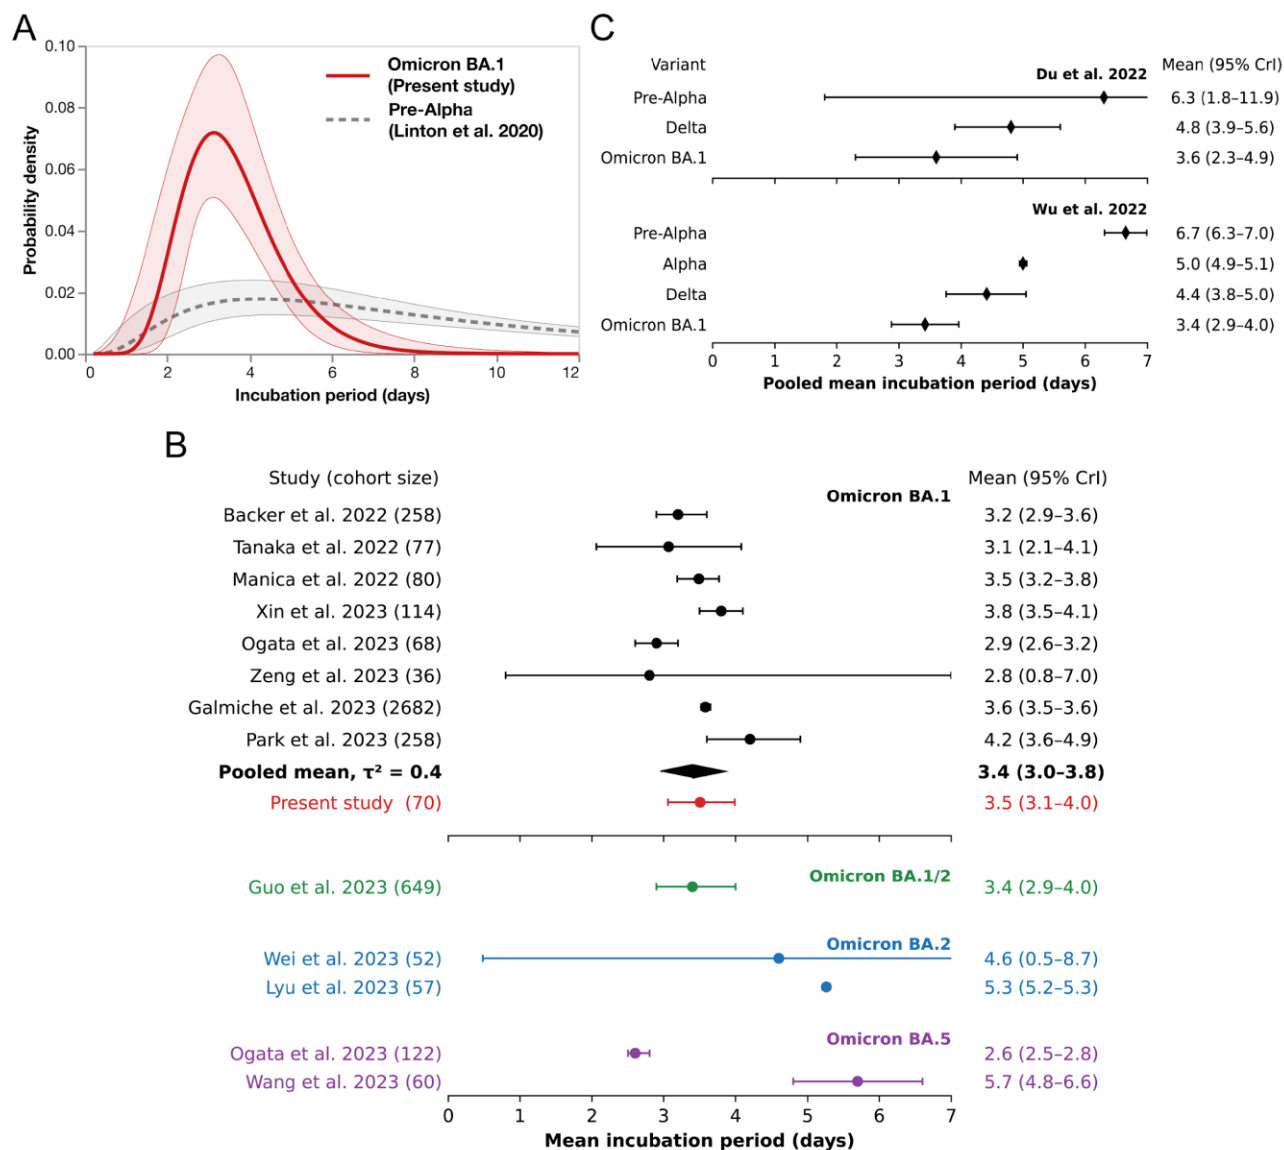 A
0.10
0.08
0.06
0.04
0.02
0.00
Probability density
0 2 4 6 8 10 12
Incubation period (days)
Omicron BA.1
(Present study)
Pre-Alpha
(Linton et al. 2020)
C
Variant Mean (95% CrI)
Du et al. 2022
Pre-Alpha 6.3 (1.8–11.9)
Delta 4.8 (3.9–5.6)
Omicron BA.1 3.6 (2.3–4.9)
0 1 2 3 4 5 6 7
Wu et al. 2022
Pre-Alpha 6.7 (6.3–7.0)
Alpha 5.0 (4.9–5.1)
Delta 4.4 (3.8–5.0)
Omicron BA.1 3.4 (2.9–4.0)
0 1 2 3 4 5 6 7
Pooled mean incubation period (days)
B
Study (cohort size) Mean (95% CrI)
Omicron BA.1
Backer et al. 2022 (258) 3.2 (2.9–3.6)
Tanaka et al. 2022 (77) 3.1 (2.1–4.1)
Manica et al. 2022 (80) 3.5 (3.2–3.8)
Xin et al. 2023 (114) 3.8 (3.5–4.1)
Ogata et al. 2023 (68) 2.9 (2.6–3.2)
Zeng et al. 2023 (36) 2.8 (0.8–7.0)
Galmiche et al. 2023 (2682) 3.6 (3.5–3.6)
Park et al. 2023 (258) 4.2 (3.6–4.9)
Pooled mean, τ² = 0.4 3.4 (3.0–3.8)
Present study (70) 3.5 (3.1–4.0)
Omicron BA.1/2
Guo et al. 2023 (649) 3.4 (2.9–4.0)
Omicron BA.2
Wei et al. 2023 (52) 4.6 (0.5–8.7)
Lyu et al. 2023 (57) 5.3 (5.2–5.3)
Omicron BA.5
Ogata et al. 2023 (122) 2.6 (2.5–2.8)
Wang et al. 2023 (60) 5.7 (4.8–6.6)
0 1 2 3 4 5 6 7
Mean incubation period (days)